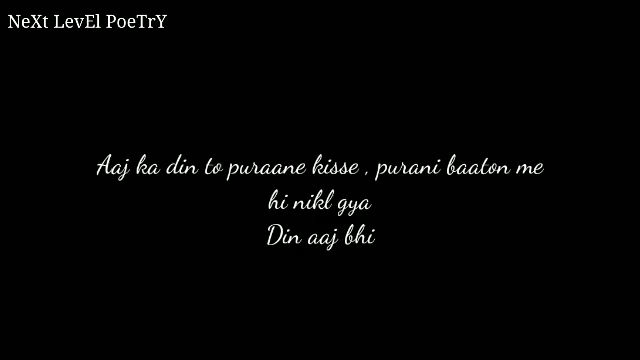 NeXt LevEl PoeTrY
Aaj ka din to puraane kisse , purani baaton me
hi nikl gya
Din aaj bhi